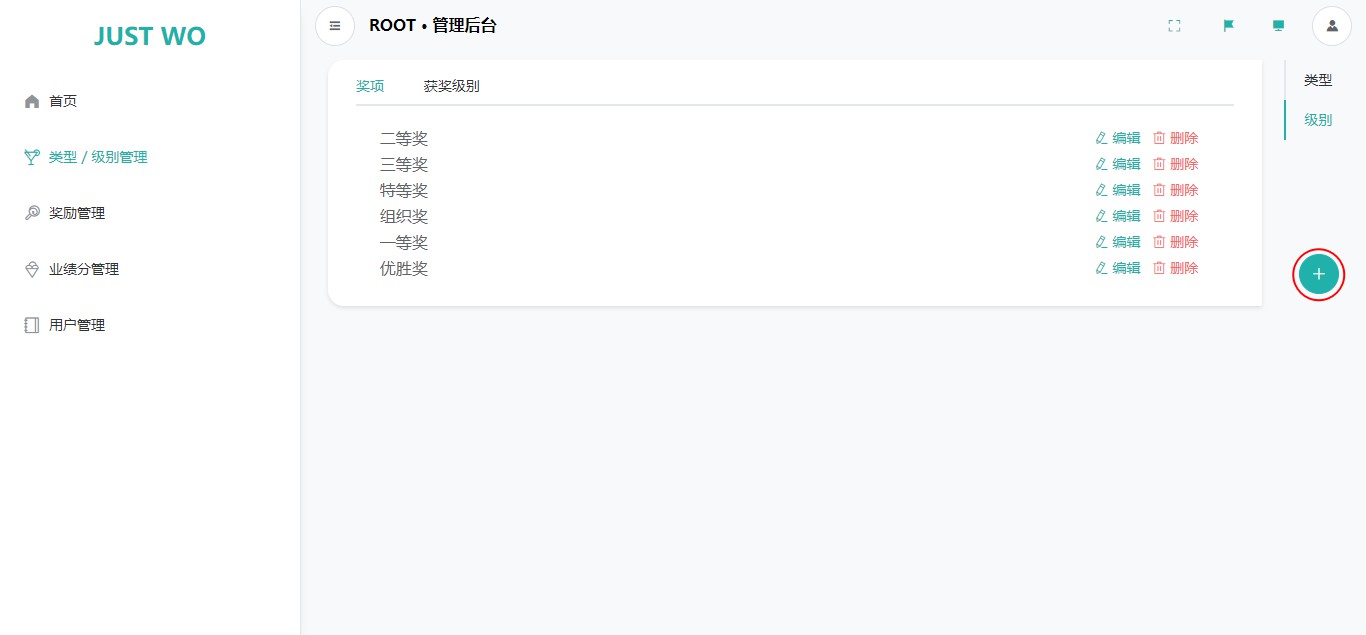 JUST WO
首页
类型 / 级别管理
奖励管理
业绩分管理
用户管理
ROOT • 管理后台
奖项 获奖级别
二等奖 编辑 删除
三等奖 编辑 删除
特等奖 编辑 删除
组织奖 编辑 删除
一等奖 编辑 删除
优胜奖 编辑 删除
类型
级别